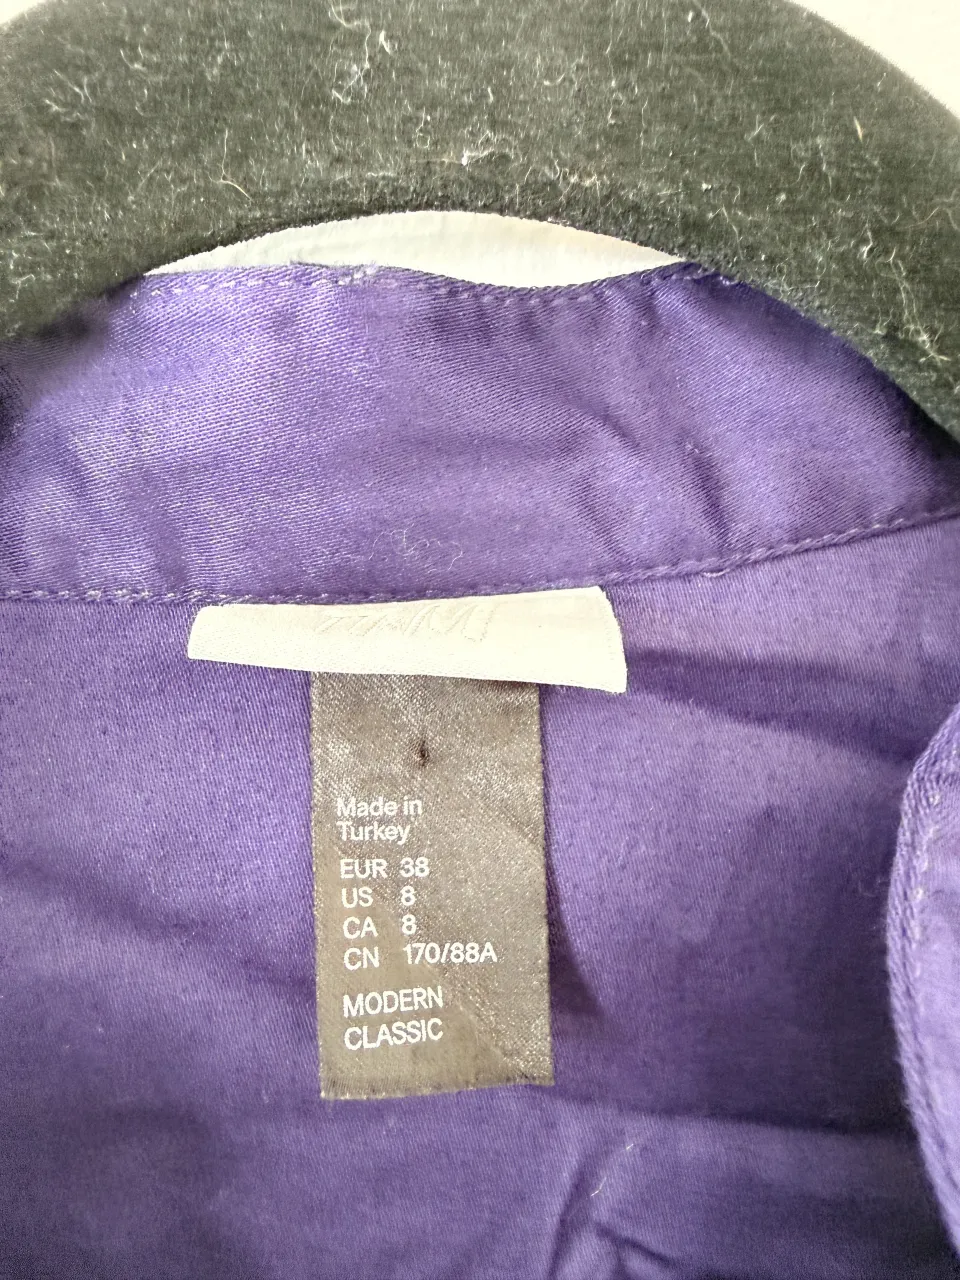 Made in
Turkey
EUR 38
US 8
CA 8
CN 170/88A
MODERN
CLASSIC